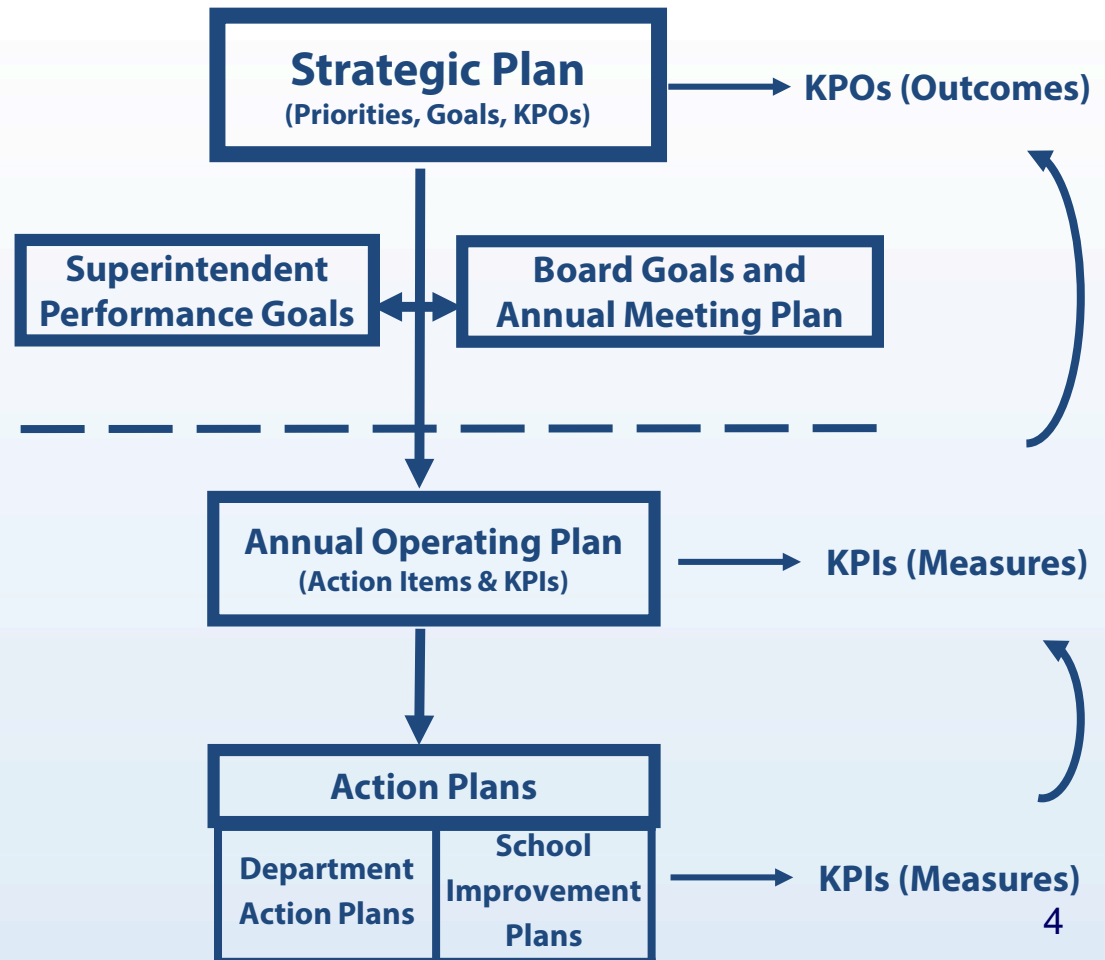 Strategic Plan
(Priorities, Goals, KPOs)
KPOs (Outcomes)
Superintendent
Performance Goals
Board Goals and
Annual Meeting Plan
Annual Operating Plan
(Action Items & KPIs)
KPIs (Measures)
Action Plans
Department
Action Plans
School
Improvement
Plans
KPIs (Measures)
4